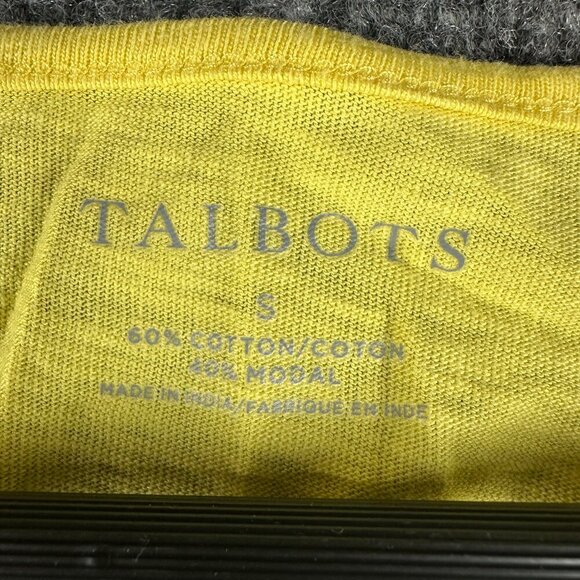 TALBOTS
S
60% COTTON/COTON
40% MODAL
MADE IN INDIA/FABRIQUE EN INDE